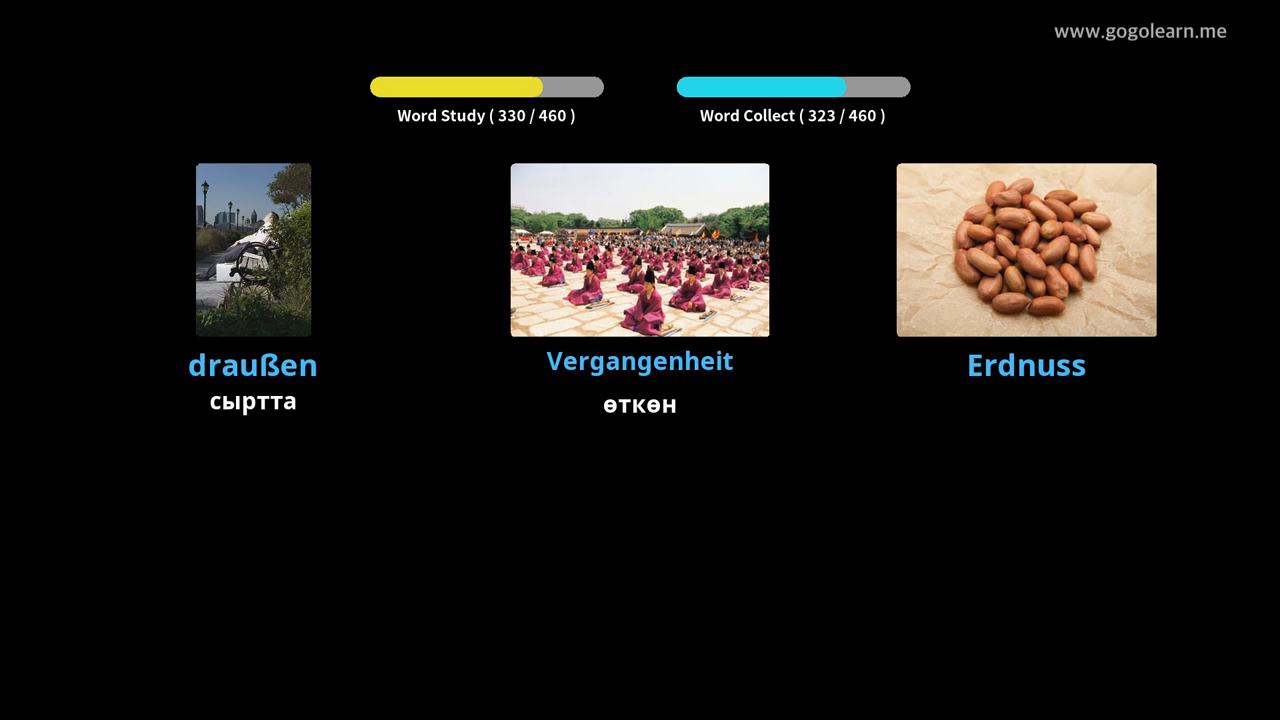 www.gogolearn.me
Word Study ( 330 / 460 )
Word Collect ( 323 / 460 )
draußen
сыртта
Vergangenheit
өткөн
Erdnuss